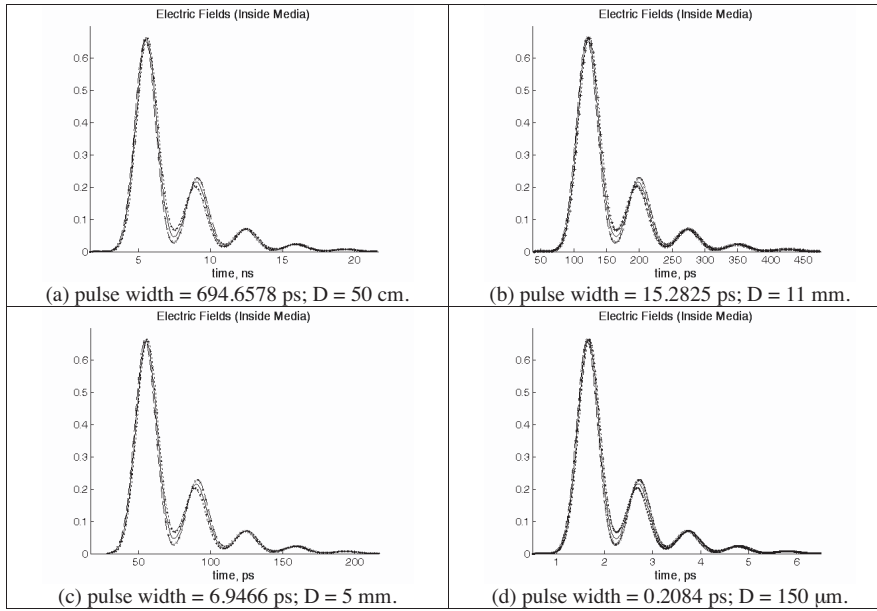 Electric Fields (Inside Media)
0.6
0.5
0.4
0.3
0.2
0.1
0
5 10 15 20
time, ns
(a) pulse width = 694.6578 ps; D = 50 cm.
Electric Fields (Inside Media)
0.6
0.5
0.4
0.3
0.2
0.1
0
50 100 150 200 250 300 350 400 450
time, ps
(b) pulse width = 15.2825 ps; D = 11 mm.
Electric Fields (Inside Media)
0.6
0.5
0.4
0.3
0.2
0.1
0
50 100 150 200
time, ps
(c) pulse width = 6.9466 ps; D = 5 mm.
Electric Fields (Inside Media)
0.6
0.5
0.4
0.3
0.2
0.1
0
1 2 3 4 5 6
time, ps
(d) pulse width = 0.2084 ps; D = 150 μm.